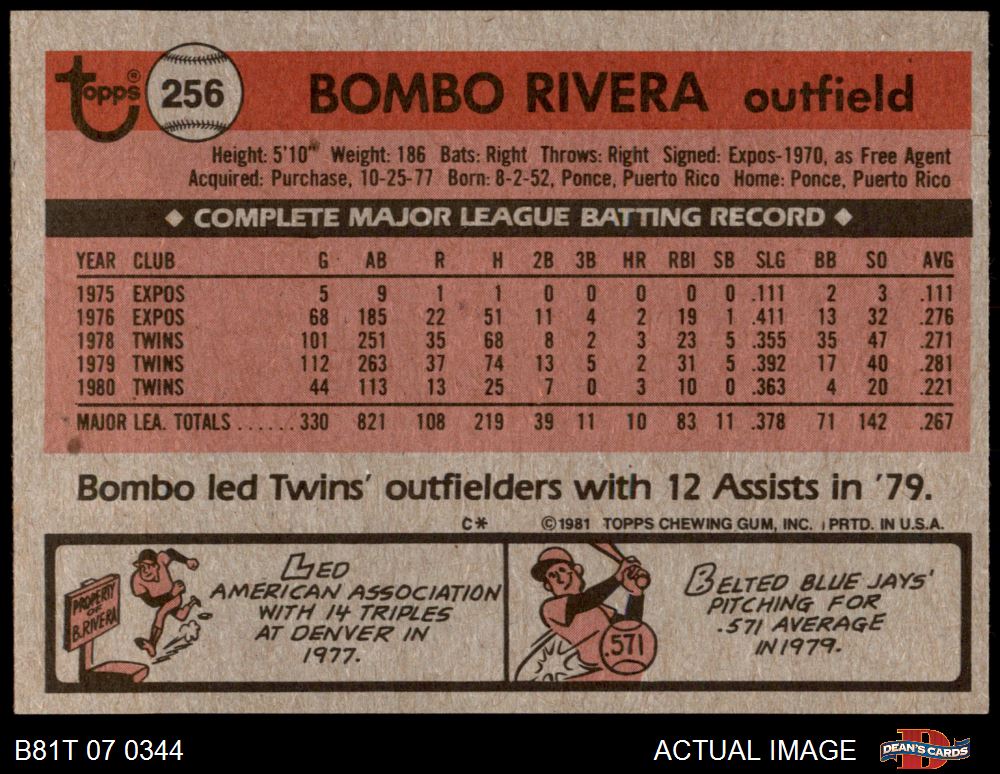 topps® 256 BOMBO RIVERA outfield
Height: 5'10" Weight: 186 Bats: Right Throws: Right Signed: Expos-1970, as Free Agent
Acquired: Purchase, 10-25-77 Born: 8-2-52, Ponce, Puerto Rico Home: Ponce, Puerto Rico
◆ COMPLETE MAJOR LEAGUE BATTING RECORD ◆
YEAR CLUB G AB R H 2B 3B HR RBI SB SLG BB SO AVG
1975 EXPOS 5 9 1 1 0 0 0 0 0 .111 2 3 .111
1976 EXPOS 68 185 22 51 11 4 2 19 1 .411 13 32 .276
1978 TWINS 101 251 35 68 8 2 3 23 5 .355 35 47 .271
1979 TWINS 112 263 37 74 13 5 2 31 5 .392 17 40 .281
1980 TWINS 44 113 13 25 7 0 3 10 0 .363 4 20 .221
MAJOR LEA. TOTALS ...... 330 821 108 219 39 11 10 83 11 .378 71 142 .267
Bombo led Twins' outfielders with 12 Assists in '79.
C* ©1981 TOPPS CHEWING GUM, INC. PRTD. IN U.S.A.
PROPERTY
OF
B.RIVERA
LED
AMERICAN ASSOCIATION
WITH 14 TRIPLES
AT DENVER IN
1977.
.571
BELTED BLUE JAYS'
PITCHING FOR
.571 AVERAGE
IN 1979.
B81T 07 0344 ACTUAL IMAGE D DEAN'S CARDS